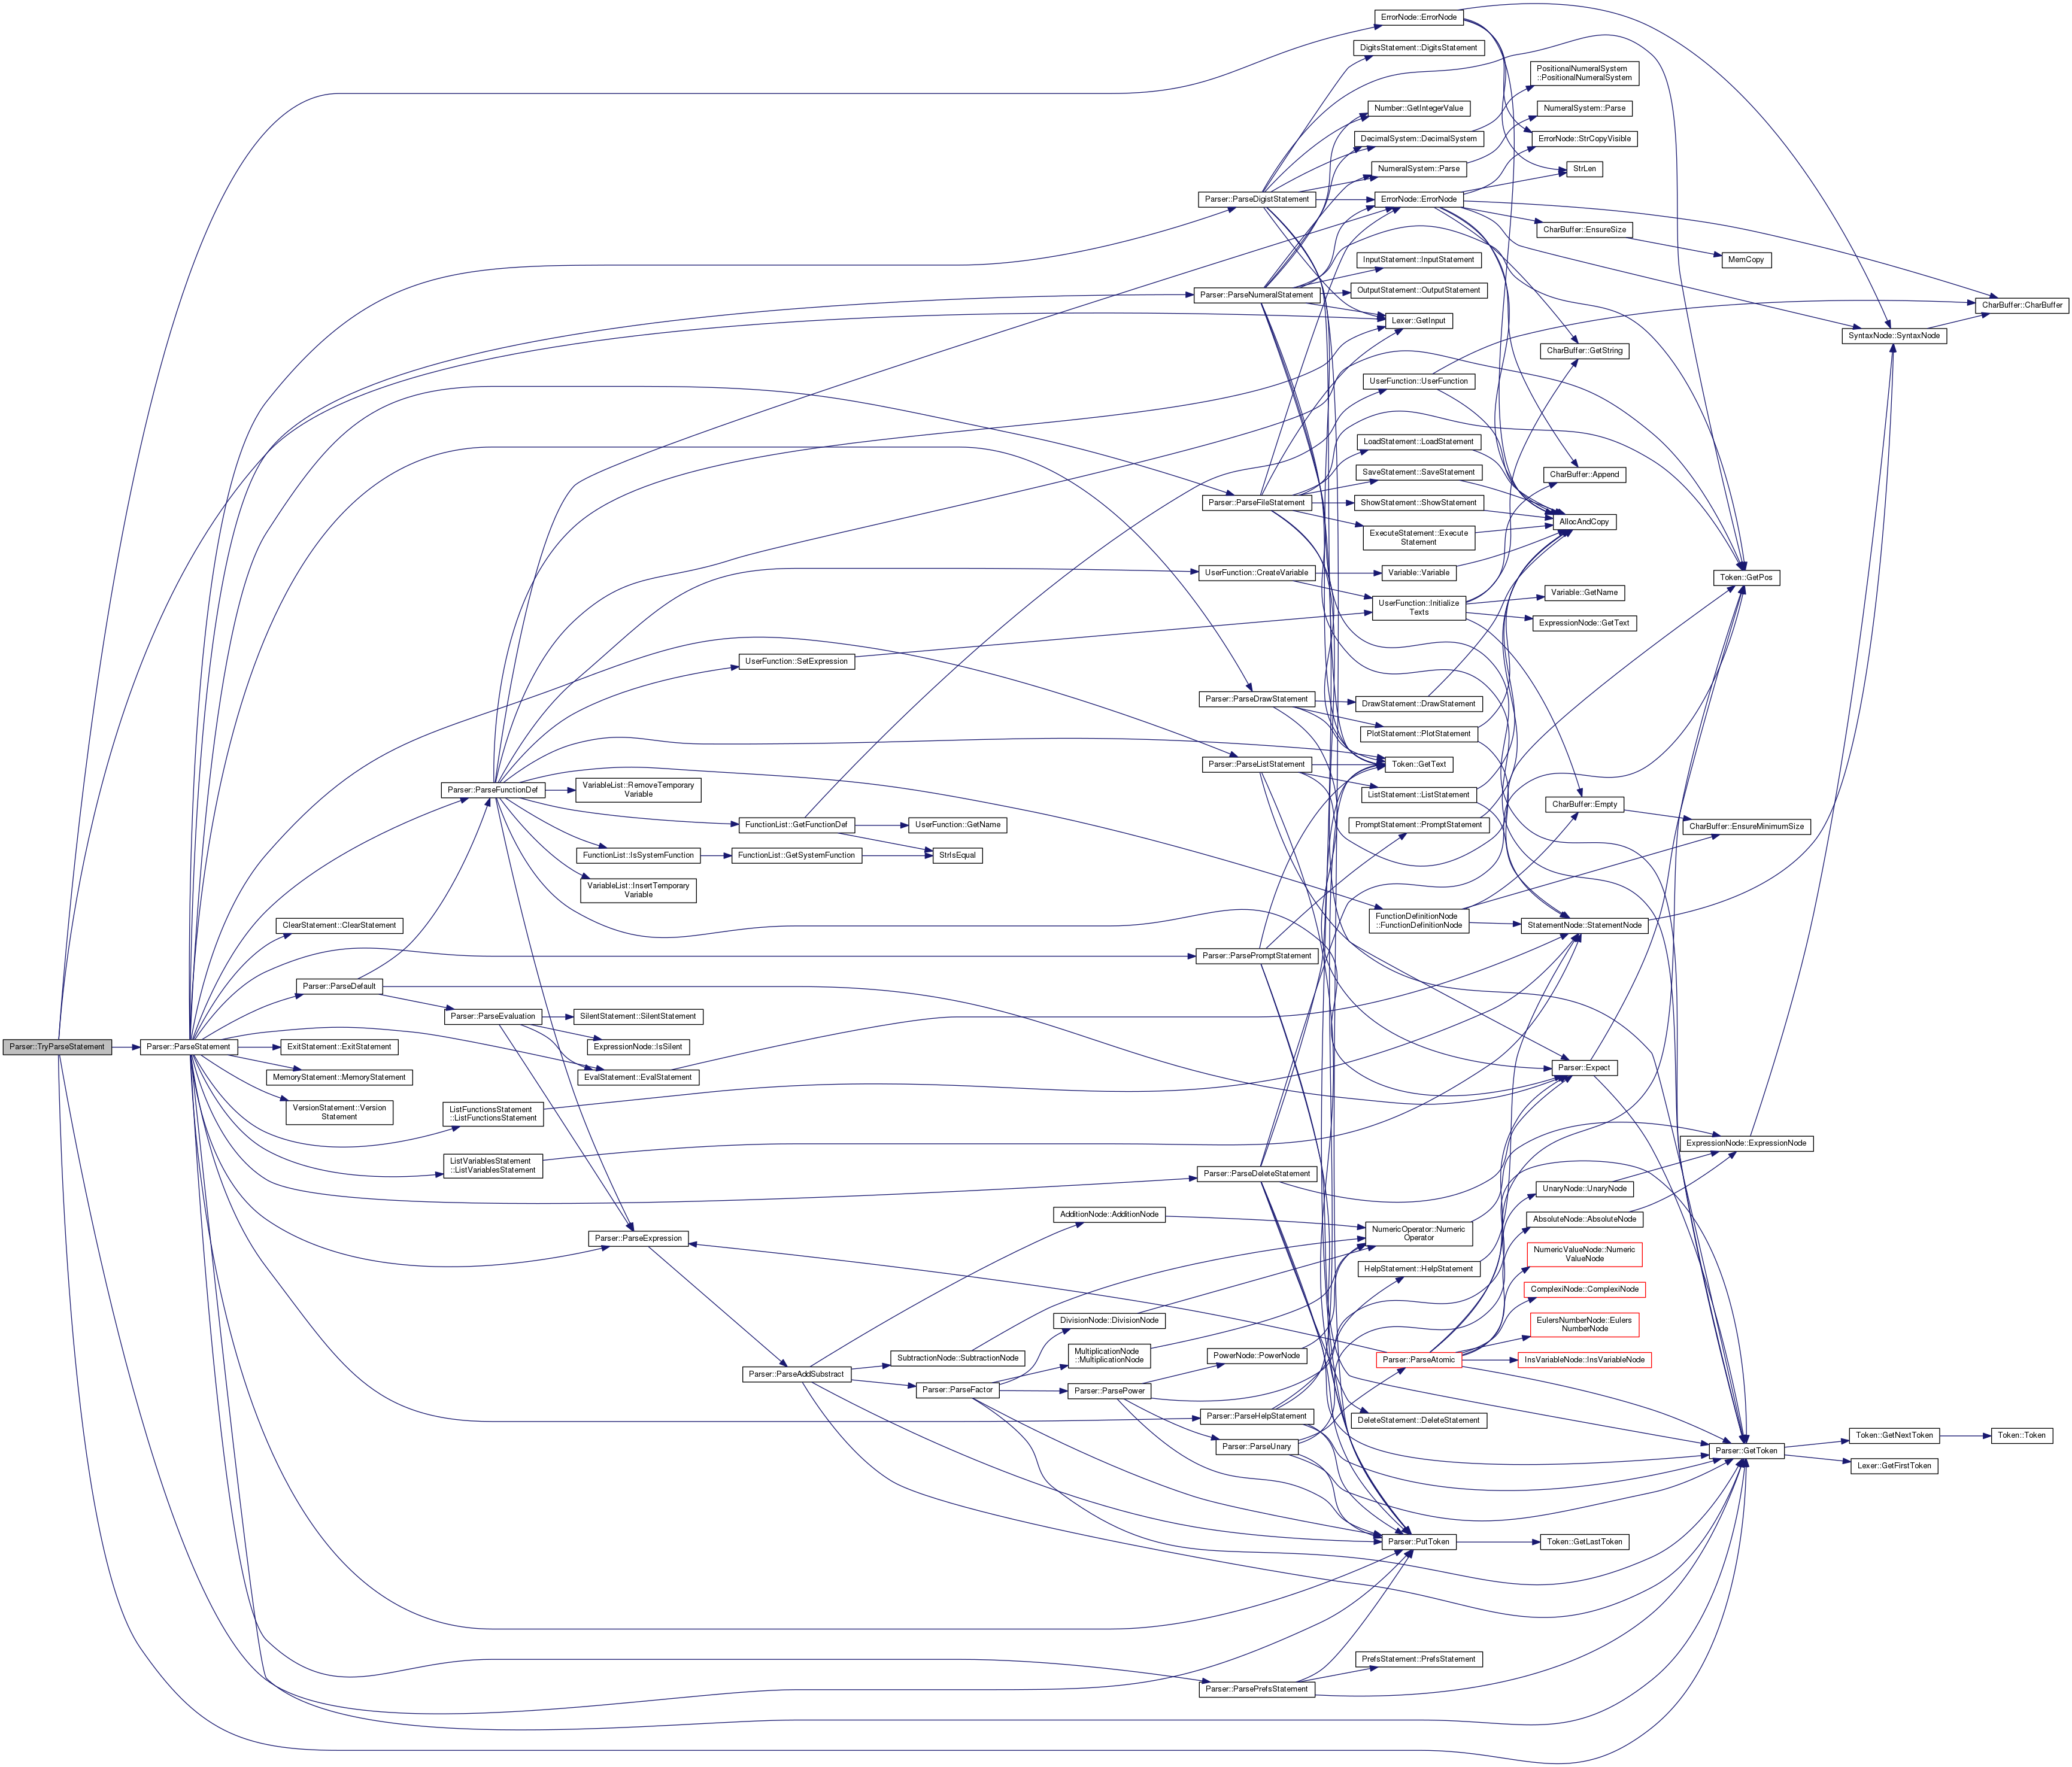 ErrorNode::ErrorNode
DigitsStatement::DigitsStatement
PositionalNumeralSystem
::PositionalNumeralSystem
Number::GetIntegerValue
NumeralSystem::Parse
DecimalSystem::DecimalSystem
ErrorNode::StrCopyVisible
NumeralSystem::Parse
StrLen
Parser::ParseDigistStatement
ErrorNode::ErrorNode
CharBuffer::EnsureSize
MemCopy
InputStatement::InputStatement
Parser::ParseNumeralStatement
OutputStatement::OutputStatement
CharBuffer::CharBuffer
Lexer::GetInput
SyntaxNode::SyntaxNode
CharBuffer::GetString
UserFunction::UserFunction
LoadStatement::LoadStatement
SaveStatement::SaveStatement
CharBuffer::Append
Parser::ParseFileStatement
ShowStatement::ShowStatement
AllocAndCopy
ExecuteStatement::Execute
Statement
UserFunction::CreateVariable
Variable::Variable
Token::GetPos
Variable::GetName
UserFunction::Initialize
Texts
ExpressionNode::GetText
UserFunction::SetExpression
Parser::ParseDrawStatement
DrawStatement::DrawStatement
PlotStatement::PlotStatement
Parser::ParseListStatement
Token::GetText
Parser::ParseFunctionDef
VariableList::RemoveTemporary
Variable
ListStatement::ListStatement
CharBuffer::Empty
FunctionList::GetFunctionDef
UserFunction::GetName
PromptStatement::PromptStatement
CharBuffer::EnsureMinimumSize
FunctionList::IsSystemFunction
FunctionList::GetSystemFunction
StrIsEqual
VariableList::InsertTemporary
Variable
ClearStatement::ClearStatement
FunctionDefinitionNode
::FunctionDefinitionNode
StatementNode::StatementNode
Parser::ParsePromptStatement
Parser::ParseDefault
Parser::ParseEvaluation
SilentStatement::SilentStatement
Parser::TryParseStatement
Parser::ParseStatement
ExitStatement::ExitStatement
ExpressionNode::IsSilent
MemoryStatement::MemoryStatement
EvalStatement::EvalStatement
Parser::Expect
VersionStatement::Version
Statement
ListFunctionsStatement
::ListFunctionsStatement
ExpressionNode::ExpressionNode
ListVariablesStatement
::ListVariablesStatement
Parser::ParseDeleteStatement
UnaryNode::UnaryNode
AdditionNode::AdditionNode
AbsoluteNode::AbsoluteNode
Parser::ParseExpression
NumericOperator::Numeric
Operator
NumericValueNode::Numeric
ValueNode
HelpStatement::HelpStatement
ComplexiNode::ComplexiNode
DivisionNode::DivisionNode
EulersNumberNode::Eulers
NumberNode
SubtractionNode::SubtractionNode
MultiplicationNode
::MultiplicationNode
PowerNode::PowerNode
Parser::ParseAtomic
InsVariableNode::InsVariableNode
Parser::ParseAddSubstract
Parser::ParseFactor
Parser::ParsePower
Parser::ParseHelpStatement
DeleteStatement::DeleteStatement
Parser::ParseUnary
Parser::GetToken
Token::GetNextToken
Token::Token
Lexer::GetFirstToken
Parser::PutToken
Token::GetLastToken
PrefsStatement::PrefsStatement
Parser::ParsePrefsStatement